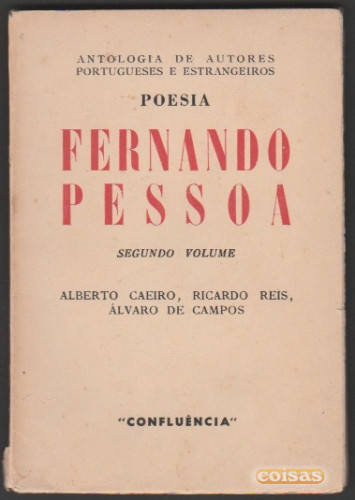 ANTOLOGIA DE AUTORES
PORTUGUESES E ESTRANGEIROS
POESIA
FERNANDO
PESSOA
SEGUNDO VOLUME
ALBERTO CAEIRO, RICARDO REIS,
ÁLVARO DE CAMPOS
"CONFLUÊNCIA"
coisas